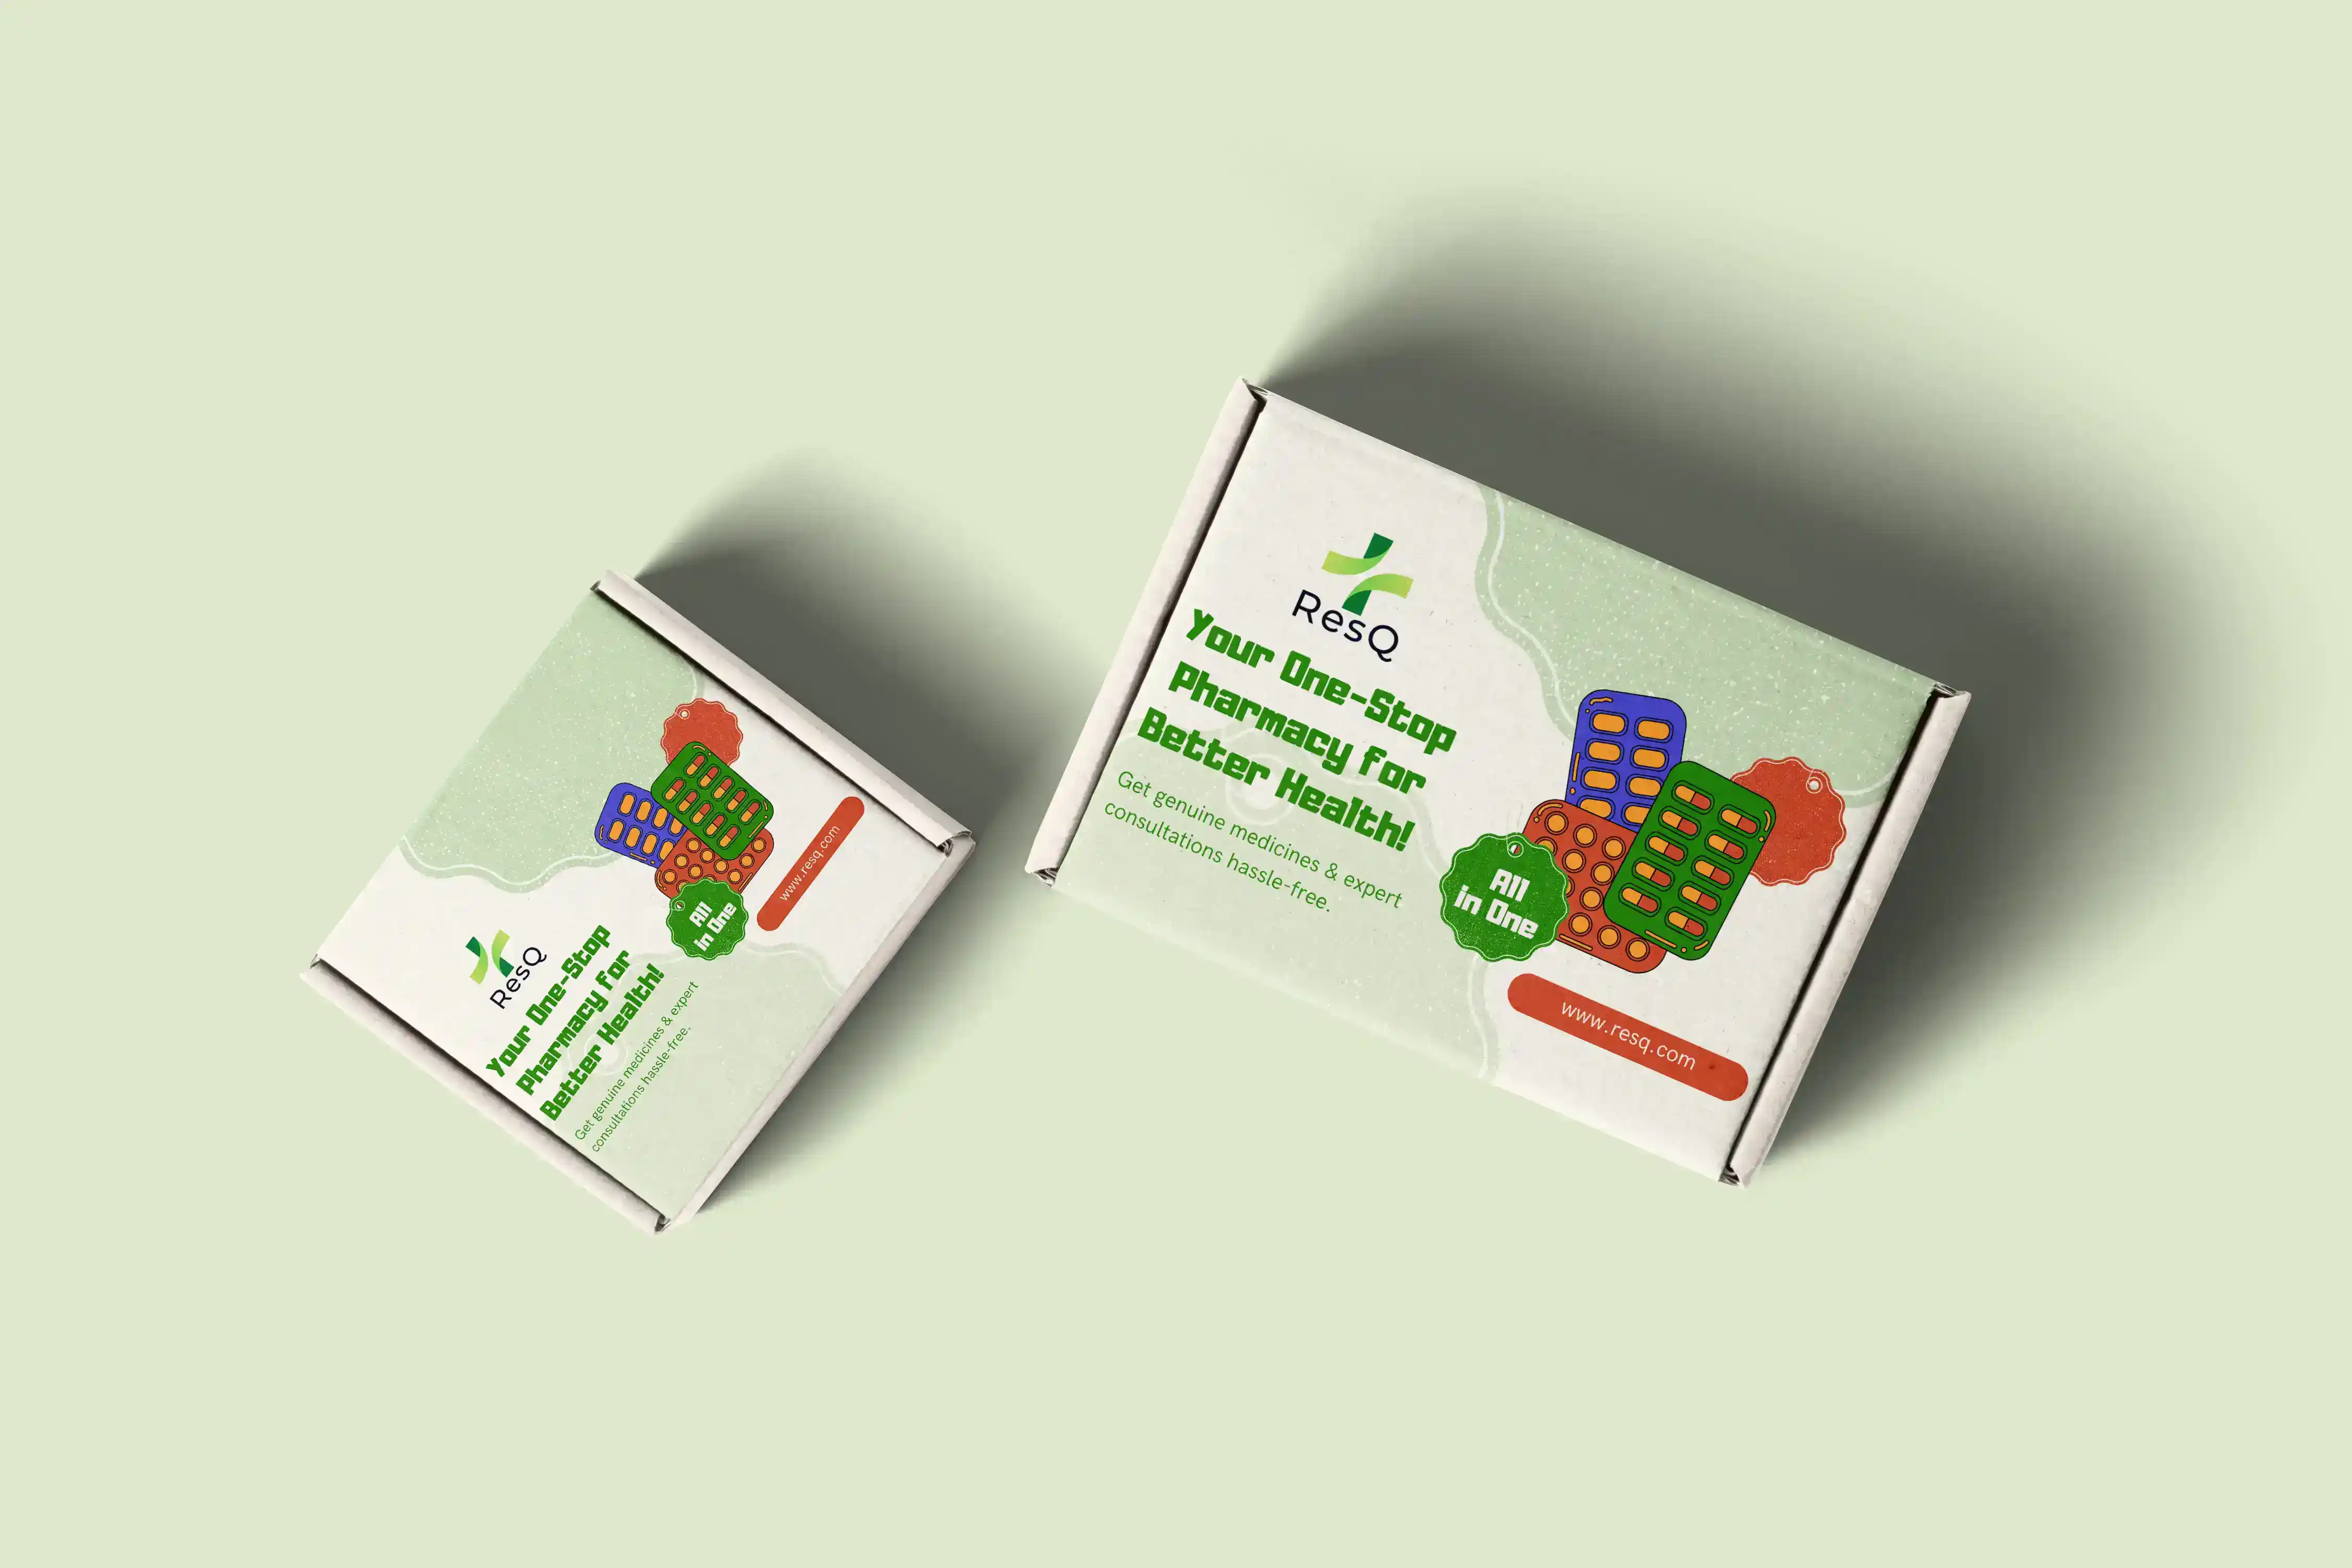 ResQ
Your One-Stop
Pharmacy for
Better Health!
Get genuine medicines & expert
consultations hassle-free.
All
in One
www.resq.com
ResQ
Your One-Stop
Pharmacy for
Better Health!
Get genuine medicines & expert
consultations hassle-free.
All
in One
www.resq.com